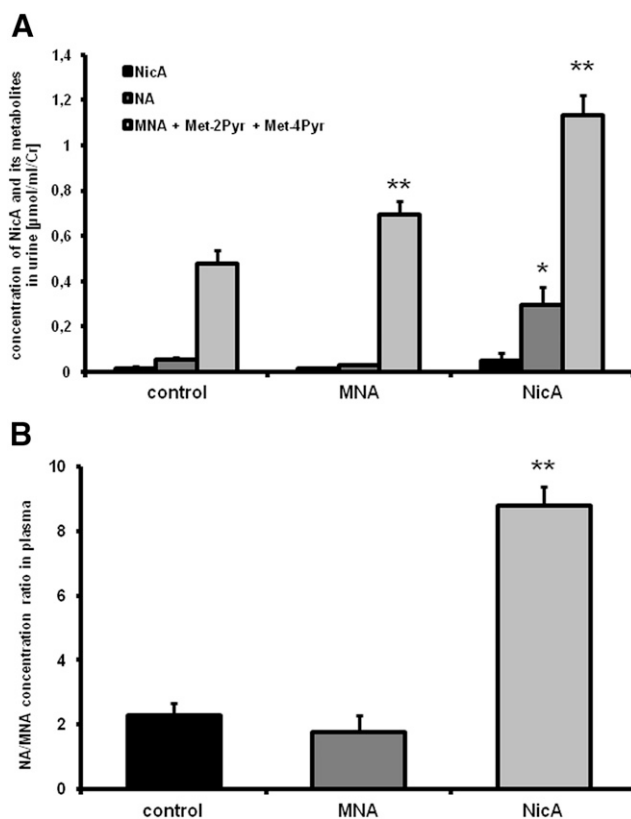 A
concentration of NicA and its metabolites
in urine [µmol/ml/Cr]
1,4
1,2
1
0,8
0,6
0,4
0,2
0
NicA
NA
MNA + Met-2Pyr + Met-4Pyr
**
**
*
control MNA NicA
B
NA/MNA concentration ratio in plasma
10
8
6
4
2
0
**
control MNA NicA